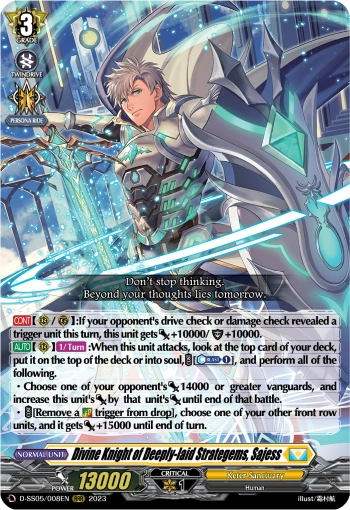 3
GRADE
TWINDRIVE
PERSONA RIDE
Don't stop thinking.
Beyond your thoughts lies tomorrow.
CONT【 / 】:If your opponent's drive check or damage check revealed a
trigger unit this turn, this unit gets +10000/ +10000.
AUTO【 】1/Turn:When this unit attacks, look at the top card of your deck,
put it on the top of the deck or into soul, [ BLAST 1], and perform all of the
following.
・Choose one of your opponent's 14000 or greater vanguards, and
increase this unit's by that unit's until end of that battle.
・ [Remove a trigger from drop], choose one of your other front row
units, and it gets +15000 until end of turn.
NORMAL UNIT Divine Knight of Deeply-laid Strategems, Sajess
POWER 13000 CRITICAL 1 Keter Sanctuary
Human
D-SS05/008EN RRR 2023 illust/霜村航